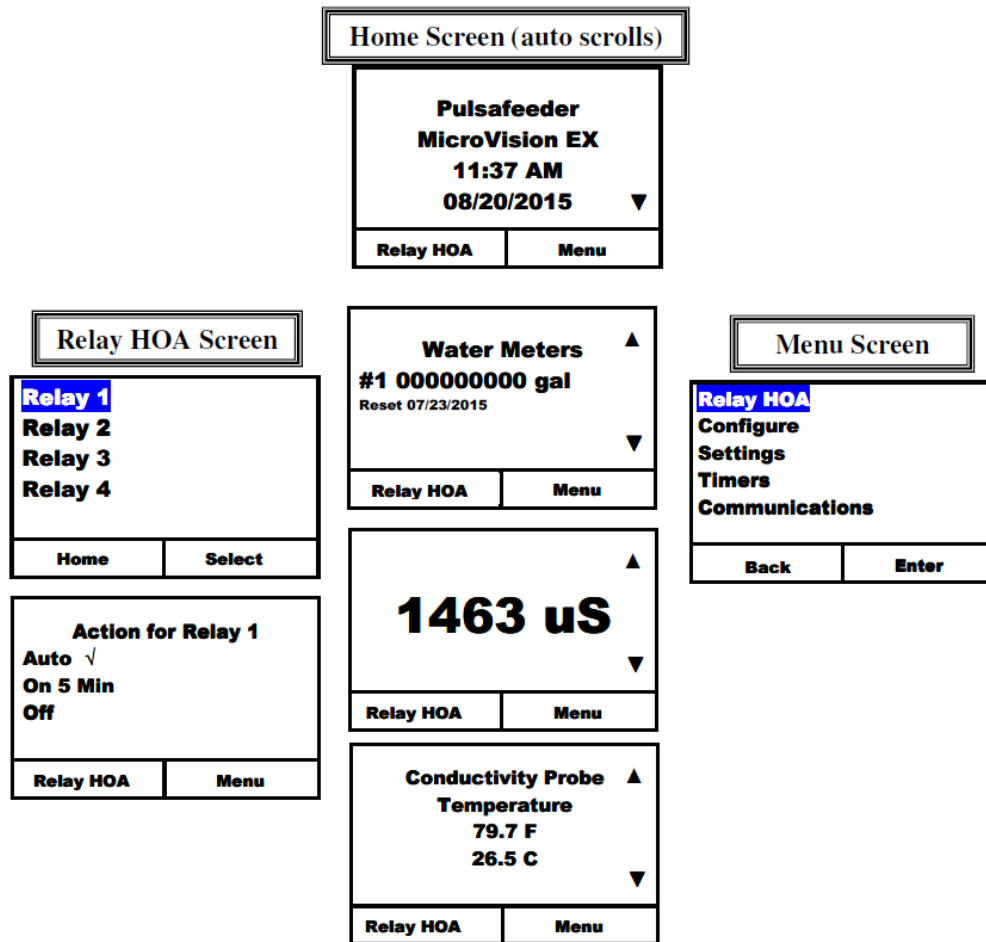 Home Screen (auto scrolls)
Pulsafeeder
MicroVision EX
11:37 AM
08/20/2015 ▼
Relay HOA Menu
Relay HOA Screen
Relay 1
Relay 2
Relay 3
Relay 4
Home Select
Action for Relay 1
Auto √
On 5 Min
Off
Relay HOA Menu
▲
Water Meters
#1 000000000 gal
Reset 07/23/2015
▼
Relay HOA Menu
▲
1463 uS
▼
Relay HOA Menu
Conductivity Probe ▲
Temperature
79.7 F
26.5 C
▼
Relay HOA Menu
Menu Screen
Relay HOA
Configure
Settings
Timers
Communications
Back Enter